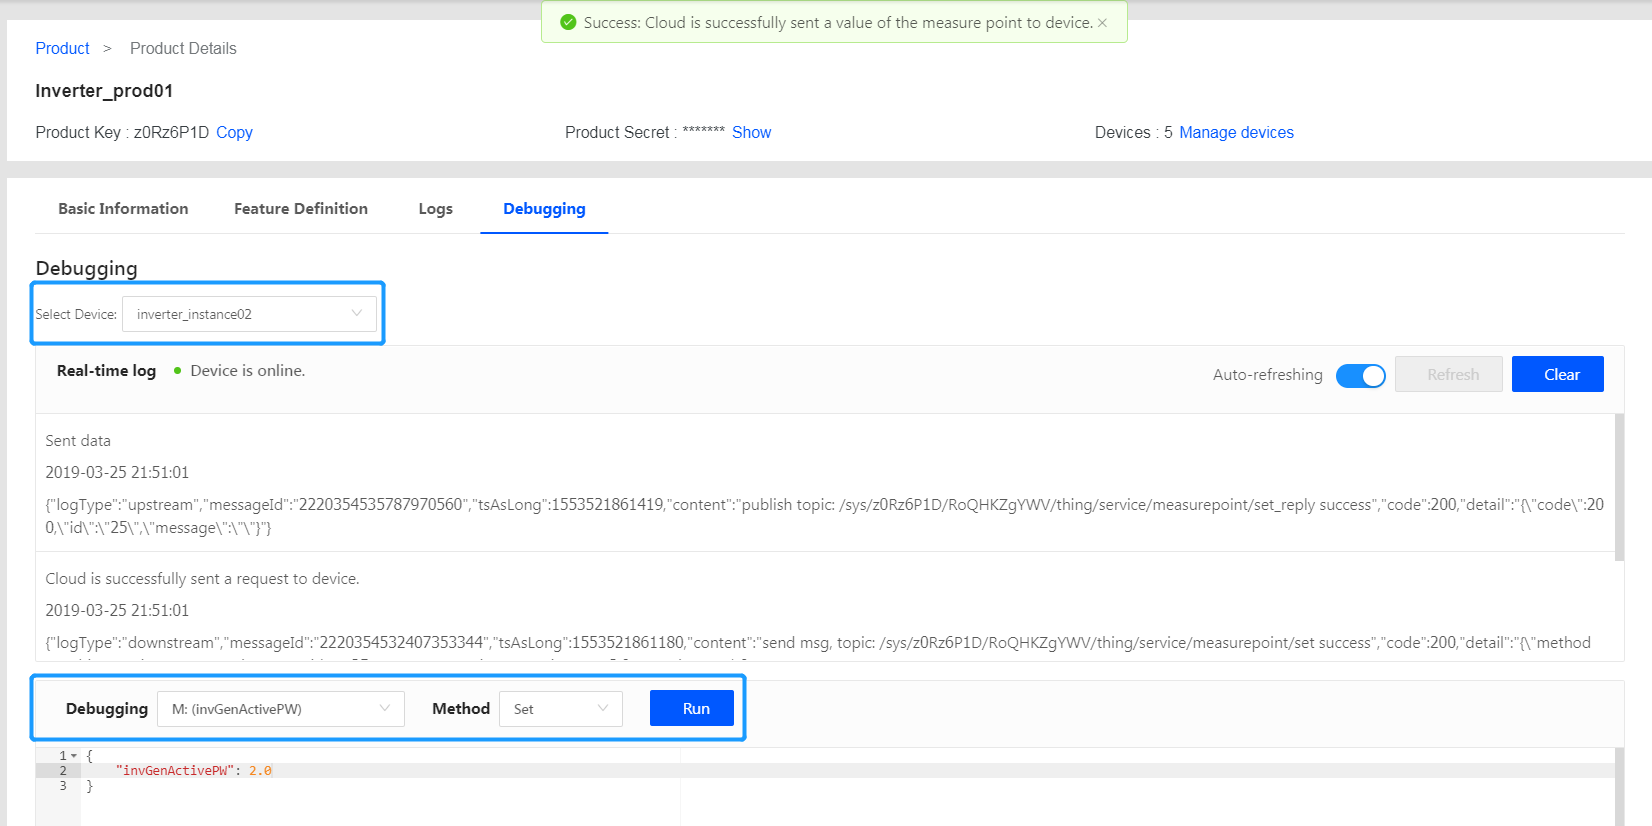 Success: Cloud is successfully sent a value of the measure point to device.
Product > Product Details
Inverter_prod01
Product Key : z0Rz6P1D Copy
Product Secret : ******* Show
Devices : 5 Manage devices
Basic Information
Feature Definition
Logs
Debugging
Debugging
Select Device: inverter_instance02
Real-time log Device is online.
Auto-refreshing
Refresh
Clear
Sent data
2019-03-25 21:51:01
{"logType":"upstream","messageId":"2220354535787970560","tsAsLong":1553521861419,"content":"publish topic: /sys/z0Rz6P1D/RoQHKZgYWV/thing/service/measurepoint/set_reply success","code":200,"detail":"{\"code\":20
0,\"id\":\"25\",\"message\":\"\"}"}
Cloud is successfully sent a request to device.
2019-03-25 21:51:01
{"logType":"downstream","messageId":"2220354532407353344","tsAsLong":1553521861180,"content":"send msg, topic: /sys/z0Rz6P1D/RoQHKZgYWV/thing/service/measurepoint/set success","code":200,"detail":"{\"method
Debugging M: (invGenActivePW) Method Set Run
1 {
2 "invGenActivePW": 2.0
3 }